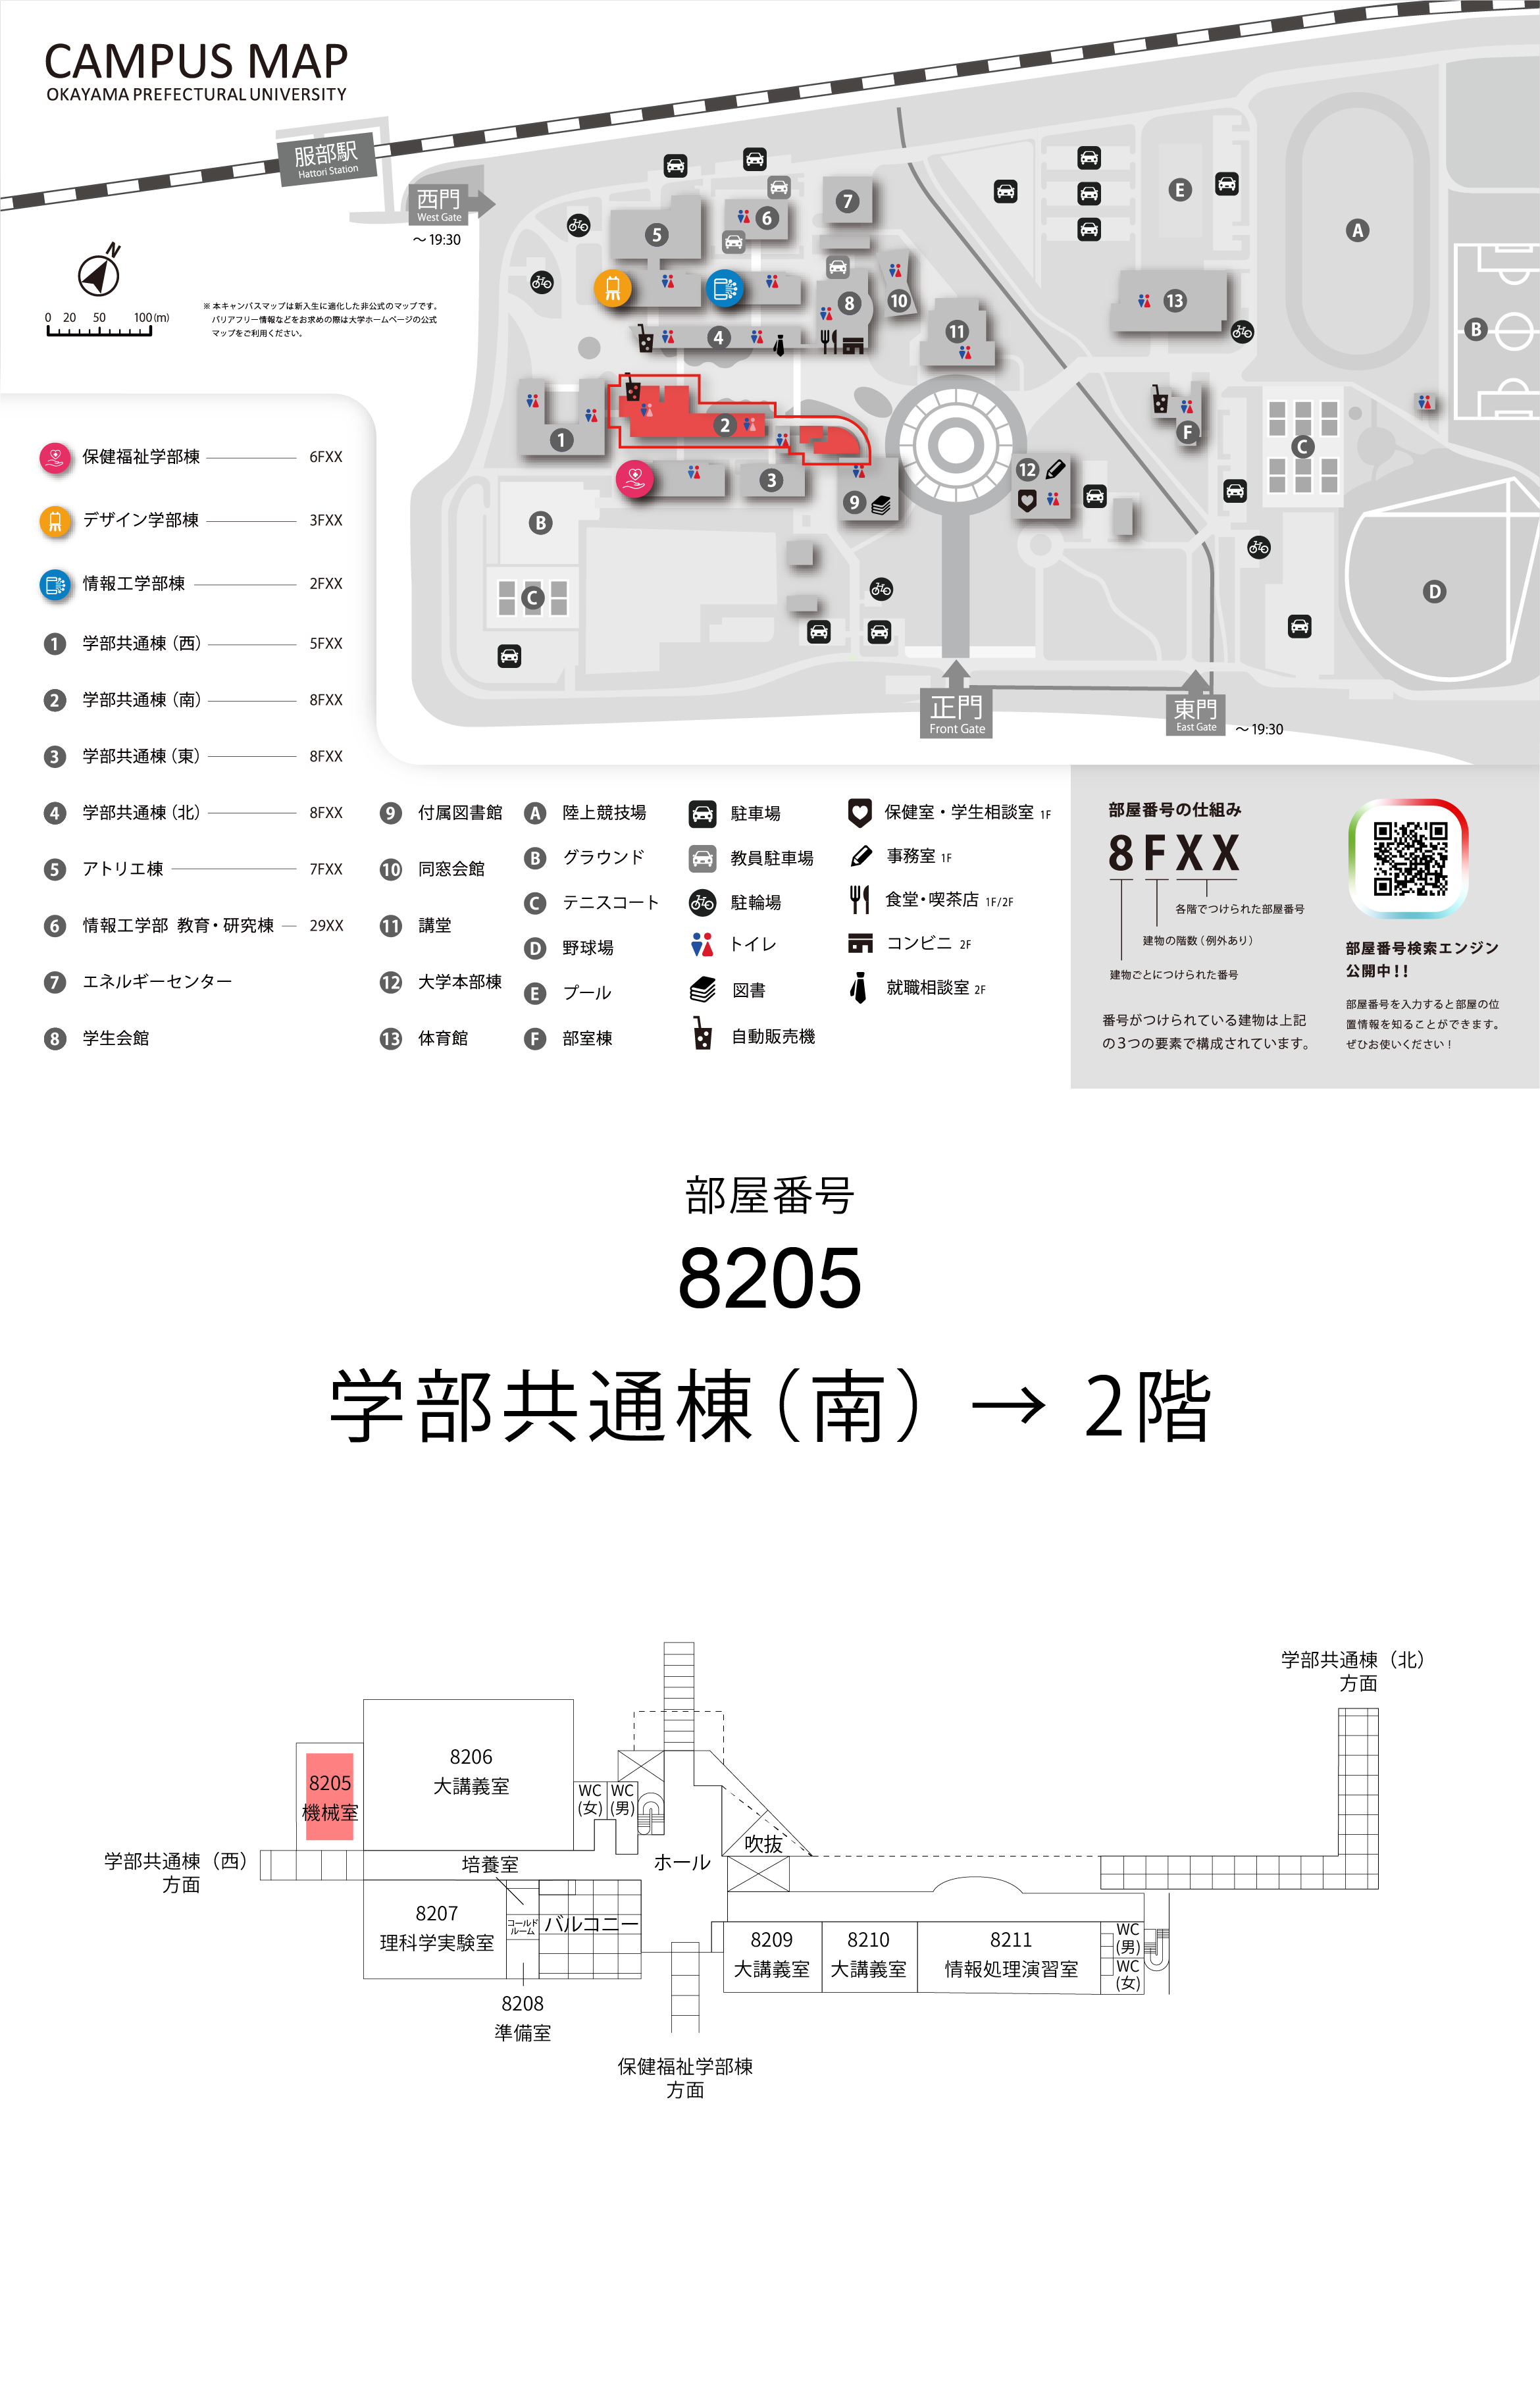 CAMPUS MAP
OKAYAMA PREFECTURAL UNIVERSITY
服部駅
Hattori Station
西門
West Gate
～19:30
N
0 20 50 100(m)
※ 本キャンパスマップは新入生に適化した非公式のマップです。
バリアフリー情報などをお求めの際は大学ホームページの公式
マップをご利用ください。
7
6
5
E
A
8
10
13
11
4
B
2
1
F
C
3
12
9
B
C
D
正門
Front Gate
東門
East Gate
～19:30
保健福祉学部棟 6FXX
デザイン学部棟 3FXX
情報工学部棟 2FXX
1 学部共通棟（西） 5FXX
2 学部共通棟（南） 8FXX
3 学部共通棟（東） 8FXX
4 学部共通棟（北） 8FXX
5 アトリエ棟 7FXX
6 情報工学部 教育・研究棟 29XX
7 エネルギーセンター
8 学生会館
9 付属図書館
10 同窓会館
11 講堂
12 大学本部棟
13 体育館
A 陸上競技場
B グラウンド
C テニスコート
D 野球場
E プール
F 部室棟
駐車場
教員駐車場
駐輪場
トイレ
図書
自動販売機
保健室・学生相談室 1F
事務室 1F
食堂・喫茶店 1F/2F
コンビニ 2F
就職相談室 2F
部屋番号の仕組み
8 F X X
各階でつけられた部屋番号
建物の階数（例外あり）
建物ごとにつけられた番号
番号がつけられている建物は上記
の３つの要素で構成されています。
部屋番号検索エンジン
公開中！！
部屋番号を入力すると部屋の位
置情報を知ることができます。
ぜひお使いください！
部屋番号
8205
学部共通棟（南） → 2階
学部共通棟（北）
方面
8206
大講義室
8205
機械室
WC
(女)
WC
(男)
吹抜
学部共通棟（西）
方面
培養室
ホール
8207
理科学実験室
コールド
ルーム
バルコニー
8209
大講義室
8210
大講義室
8211
情報処理演習室
WC
(男)
WC
(女)
8208
準備室
保健福祉学部棟
方面